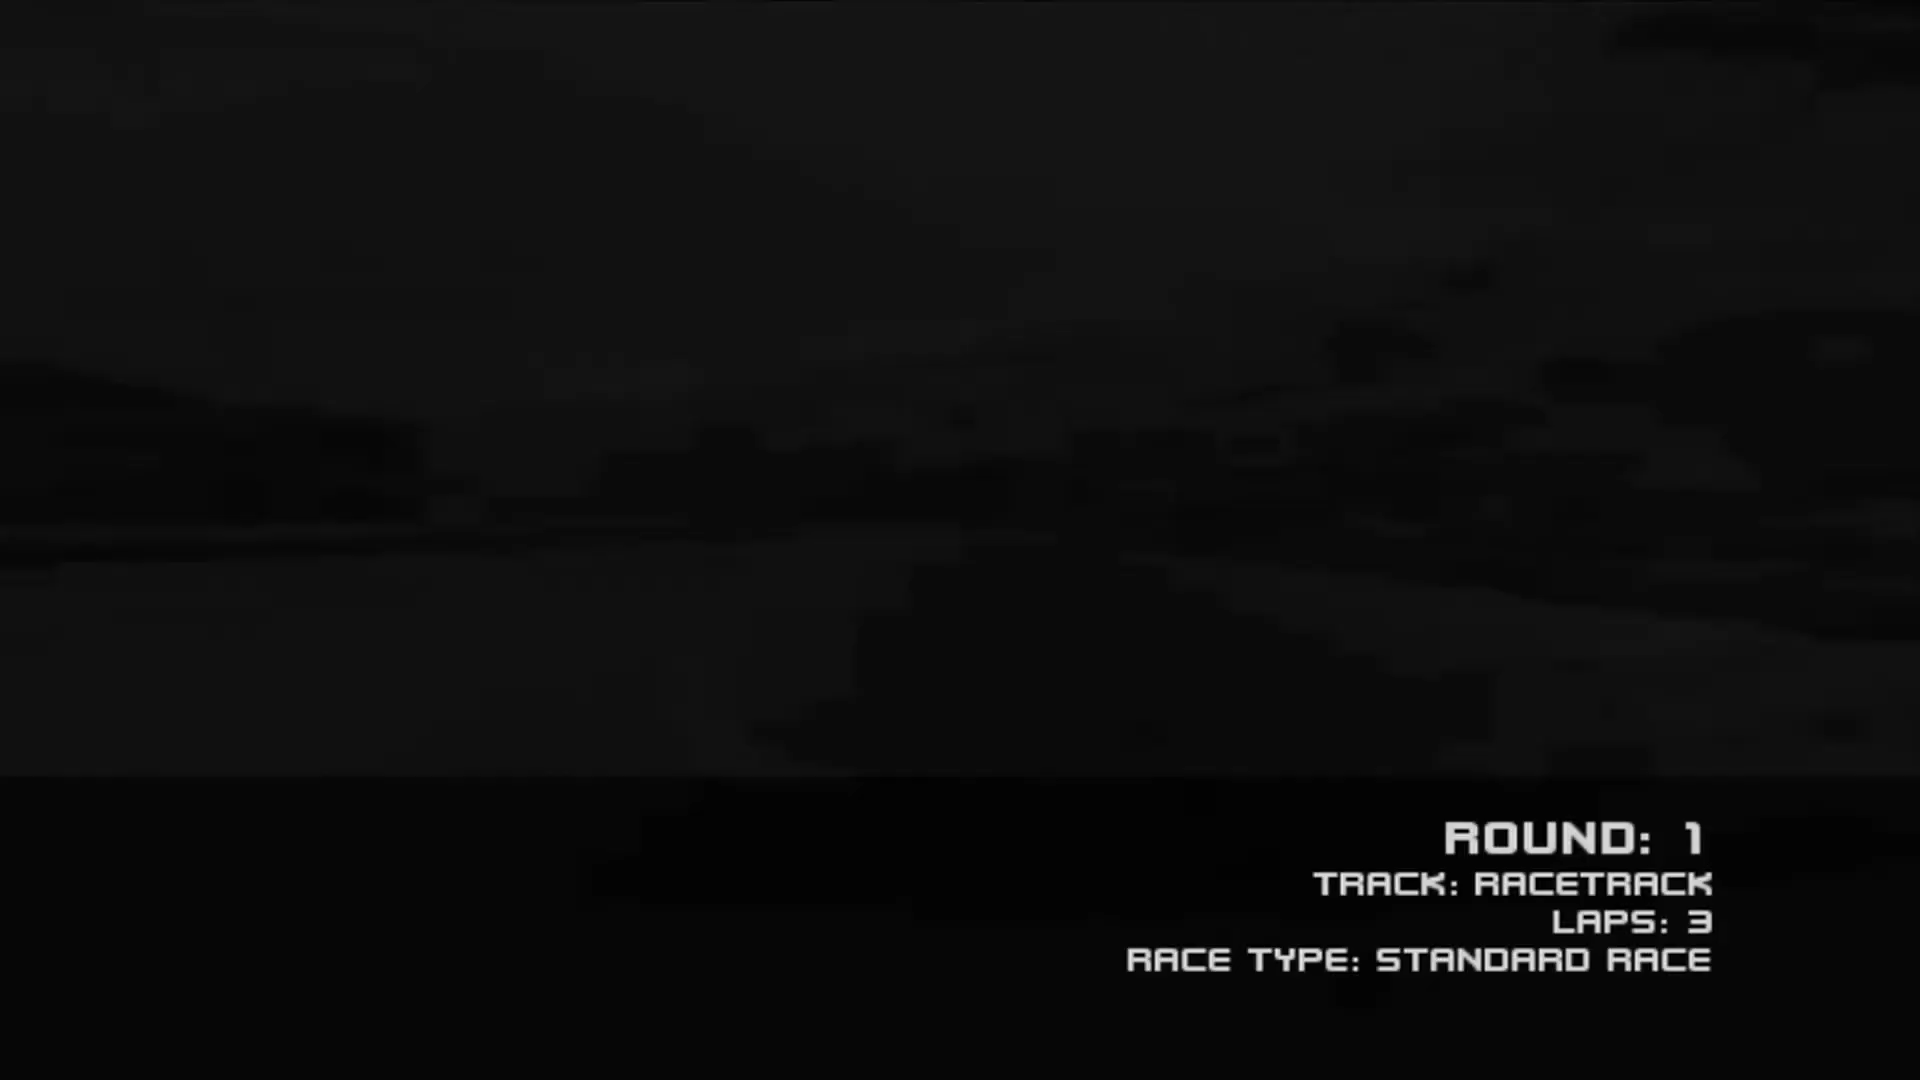 ROUND: 1
TRACK: RACETRACK
LAPS: 3
RACE TYPE: STANDARD RACE